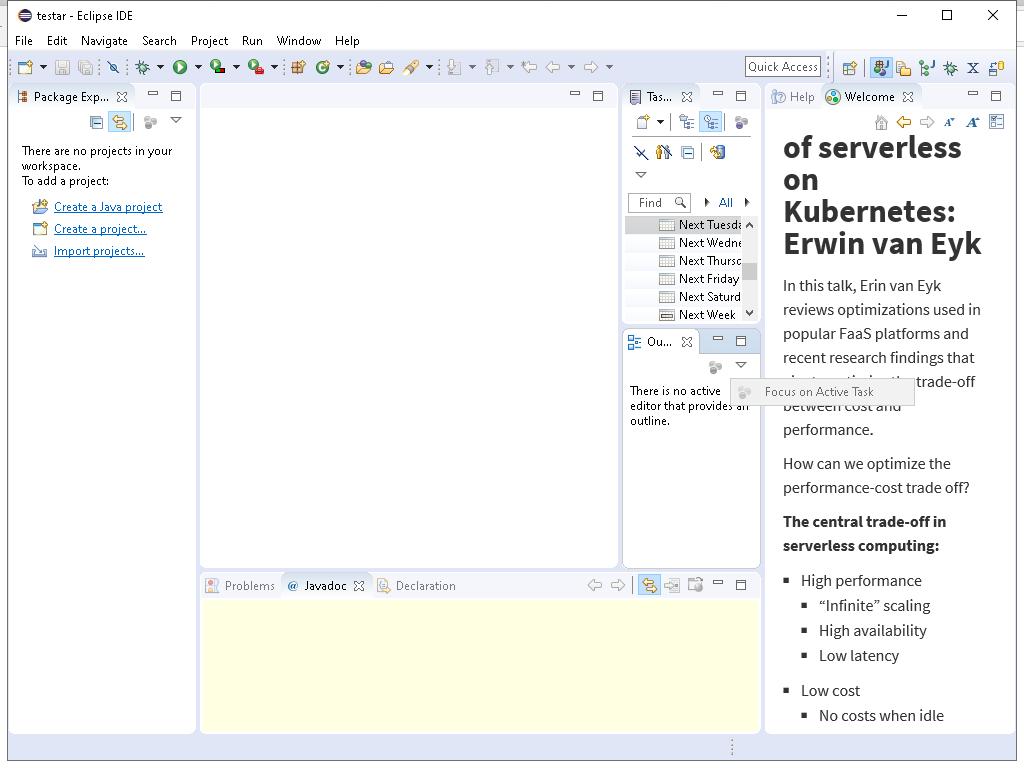 testar - Eclipse IDE
File Edit Navigate Search Project Run Window Help
Quick Access
Package Exp...
There are no projects in your
workspace.
To add a project:
Create a Java project
Create a project...
Import projects...
Tas...
Find
All
Next Tuesda
Next Wedne
Next Thursd
Next Friday
Next Saturd
Next Week
Ou...
There is no active
editor that provides an
outline.
Focus on Active Task
Problems @ Javadoc Declaration
Help Welcome
of serverless
on
Kubernetes:
Erwin van Eyk
In this talk, Erin van Eyk
reviews optimizations used in
popular FaaS platforms and
recent research findings that
trade-off
between cost and
performance.
How can we optimize the
performance-cost trade off?
The central trade-off in
serverless computing:
High performance
“Infinite” scaling
High availability
Low latency
Low cost
No costs when idle